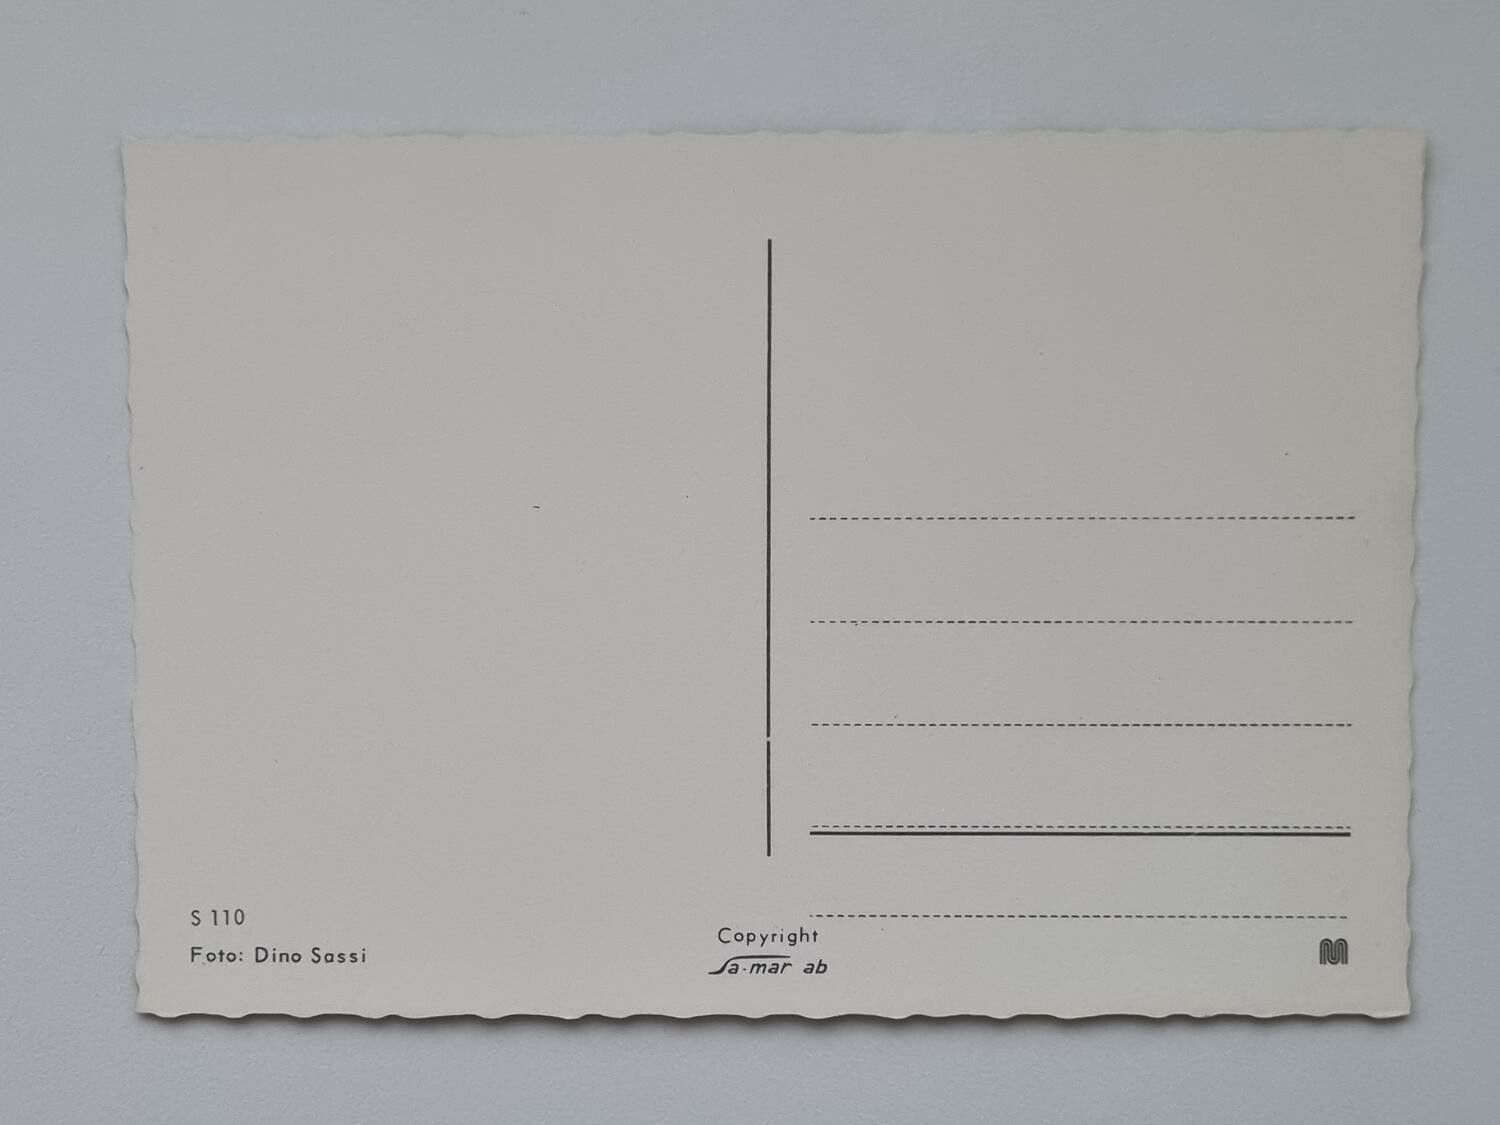 S 110
Foto: Dino Sassi
Copyright
Sa-mar ab
M